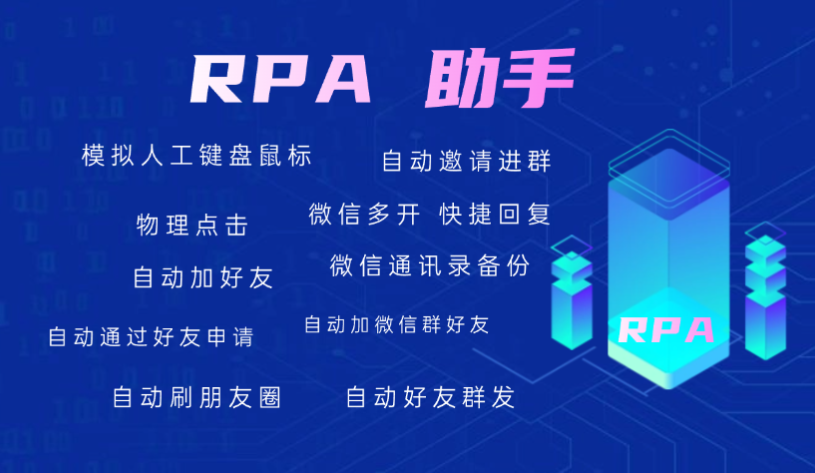 RPA 助手
模拟人工键盘鼠标
自动邀请进群
物理点击
微信多开 快捷回复
自动加好友
微信通讯录备份
自动通过好友申请
自动加微信群好友
自动刷朋友圈
自动好友群发
RPA